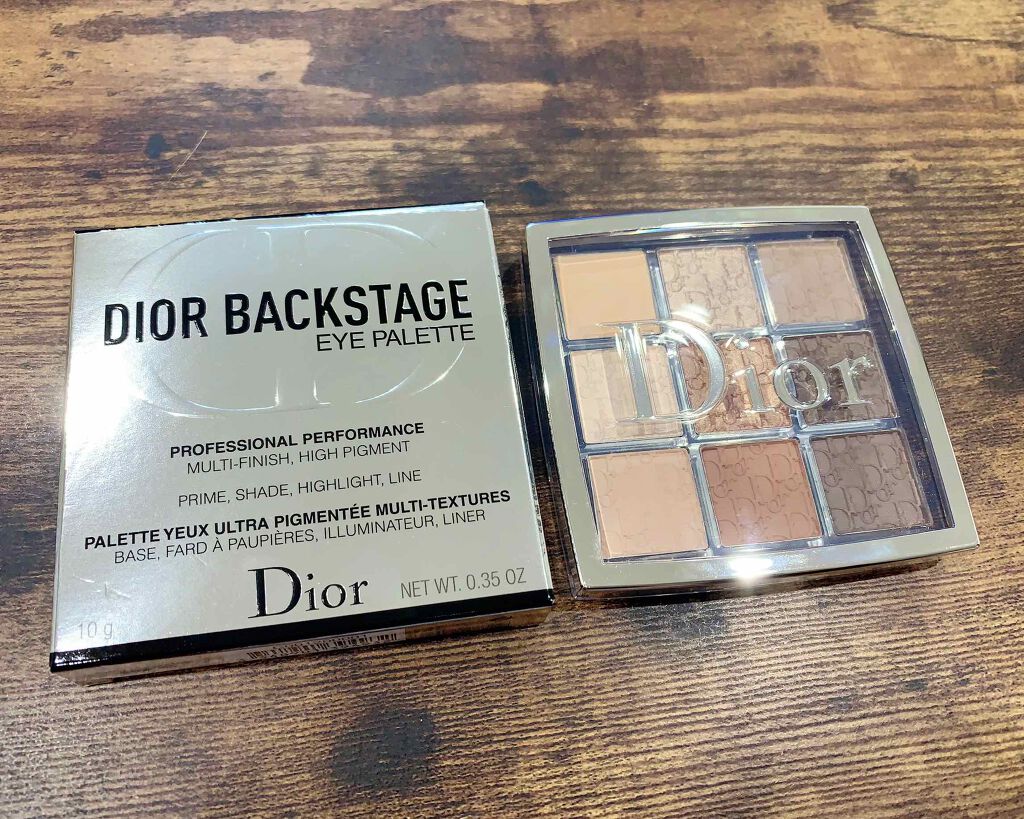 DIOR BACKSTAGE
EYE PALETTE
PROFESSIONAL PERFORMANCE
MULTI-FINISH, HIGH PIGMENT
PRIME, SHADE, HIGHLIGHT, LINE
PALETTE YEUX ULTRA PIGMENTÉE MULTI-TEXTURES
BASE, FARD À PAUPIÈRES, ILLUMINATEUR, LINER
Dior
NET WT. 0.35 OZ
10 g
Dior